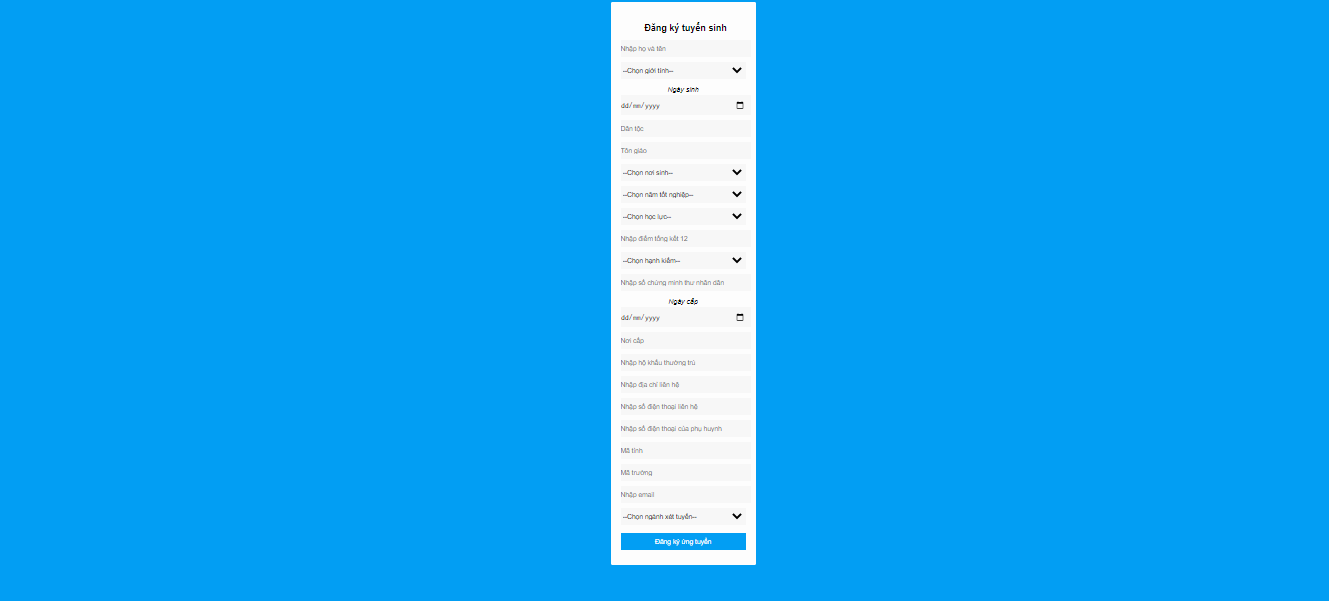 Đăng ký tuyển sinh
Nhập họ và tên
--Chọn giới tính--
Ngày sinh
dd/mm/yyyy
Dân tộc
Tôn giáo
--Chọn nơi sinh--
--Chọn năm tốt nghiệp--
--Chọn học lực--
Nhập điểm tổng kết 12
--Chọn hạnh kiểm--
Nhập số chứng minh thư nhân dân
Ngày cấp
dd/mm/yyyy
Nơi cấp
Nhập hộ khẩu thường trú
Nhập địa chỉ liên hệ
Nhập số điện thoại liên hệ
Nhập số điện thoại của phụ huynh
Mã tỉnh
Mã trường
Nhập email
--Chọn ngành xét tuyển--
Đăng ký ứng tuyển